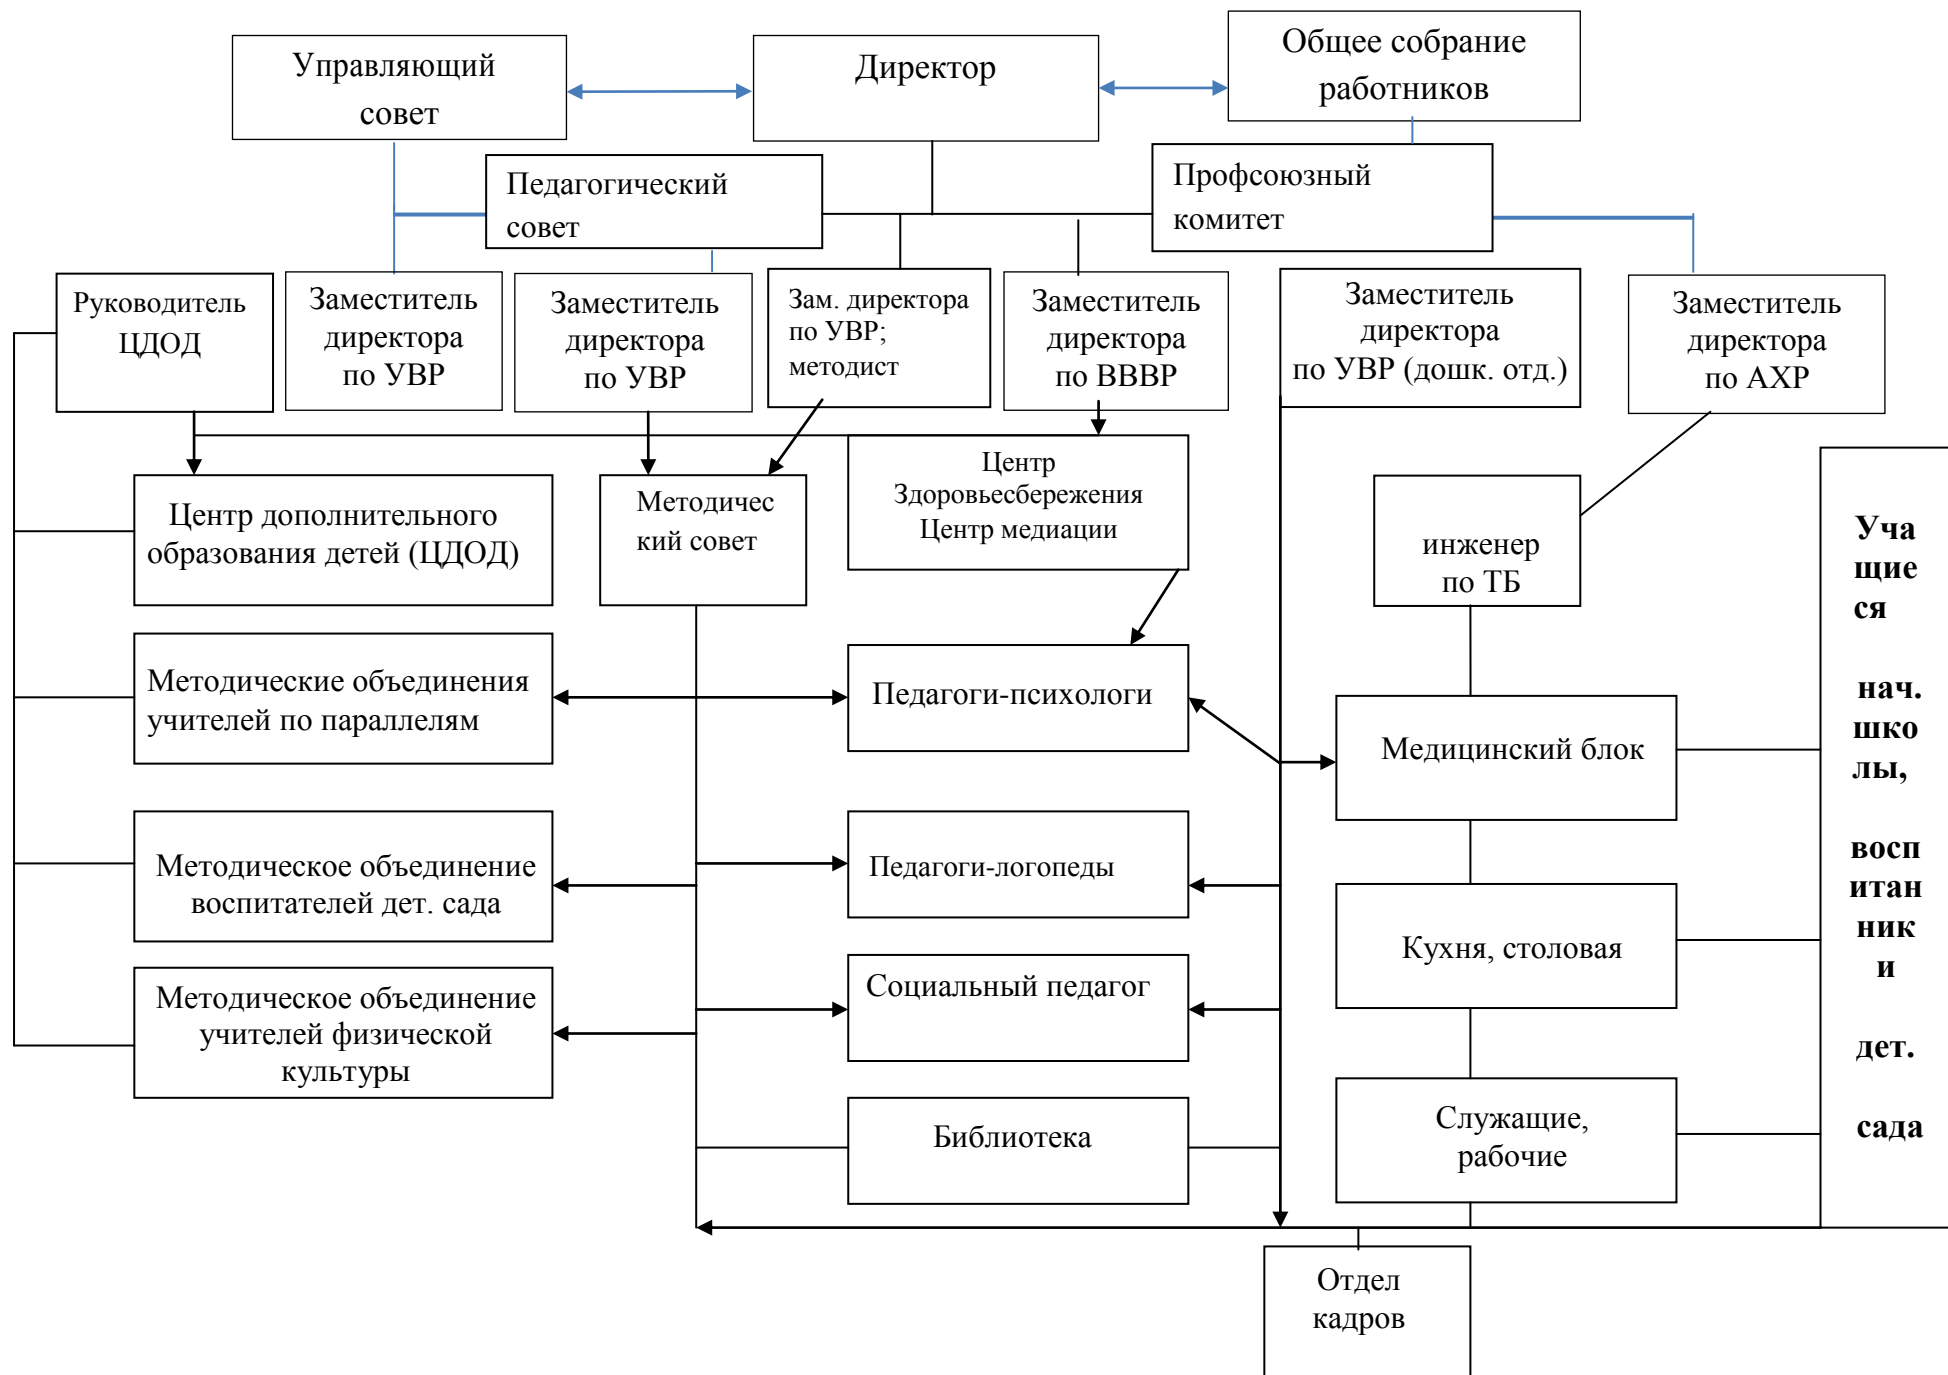 Управляющий
совет
Директор
Общее собрание
работников
Педагогический
совет
Профсоюзный
комитет
Руководитель
ЦДОД
Заместитель
директора
по УВР
Заместитель
директора
по УВР
Зам. директора
по УВР;
методист
Заместитель
директора
по ВВВР
Заместитель
директора
по УВР (дошк. отд.)
Заместитель
директора
по АХР
Центр дополнительного
образования детей (ЦДОД)
Методичес
кий совет
Центр
Здоровьесбережения
Центр медиации
инженер
по ТБ
Уча
щие
ся
нач.
шко
лы,
восп
итан
ник
и
дет.
сада
Методические объединения
учителей по параллелям
Педагоги-психологи
Медицинский блок
Методическое объединение
воспитателей дет. сада
Педагоги-логопеды
Кухня, столовая
Методическое объединение
учителей физической
культуры
Социальный педагог
Библиотека
Служащие,
рабочие
Отдел
кадров